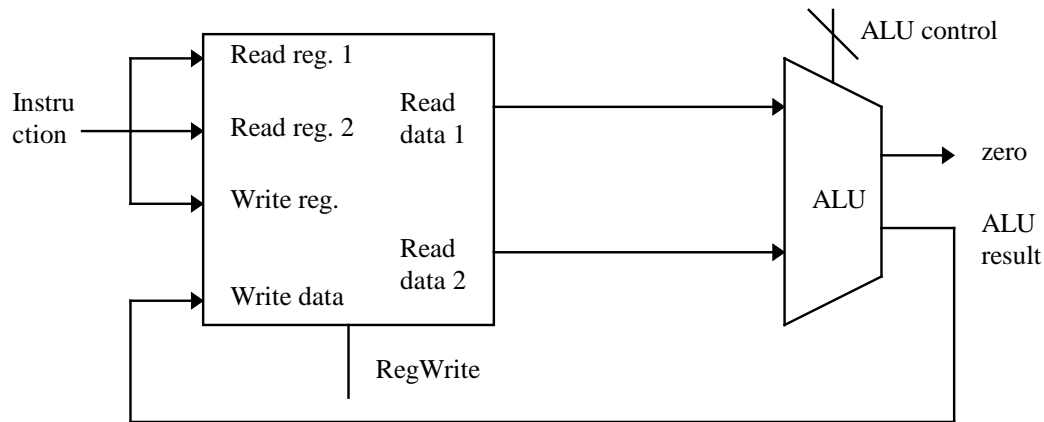 ALU control
Read reg. 1
Instru
ction
Read
data 1
Read reg. 2
zero
Write reg.
ALU
ALU
result
Read
data 2
Write data
RegWrite